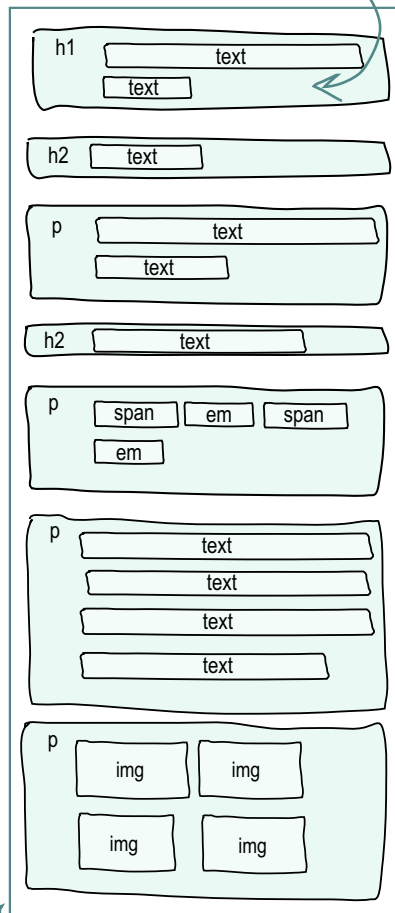 h1 text
text
h2 text
p text
text
h2 text
p span em span
em
p text
text
text
text
p img img
img img